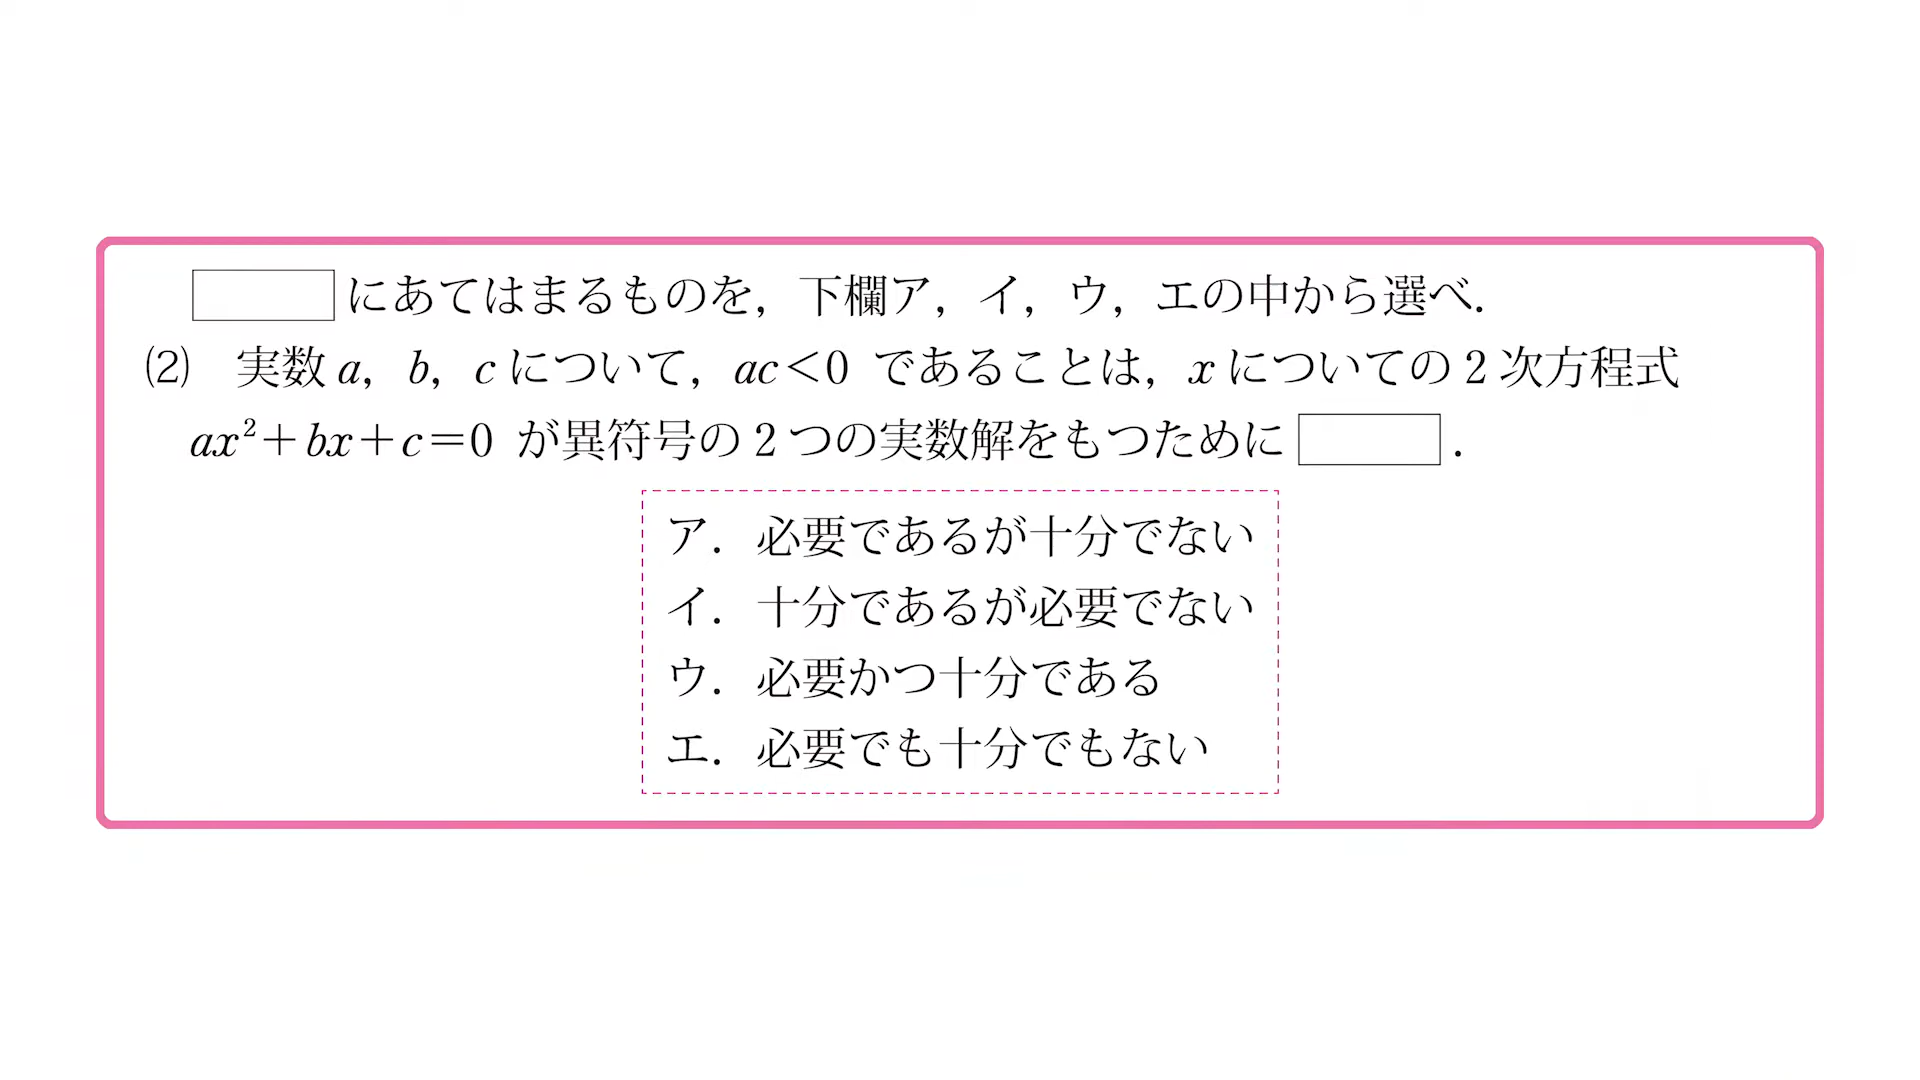 にあてはまるものを，下欄ア，イ，ウ，エの中から選べ．
⑵　実数 a，b，c について，ac＜0 であることは，x についての 2 次方程式
ax²＋bx＋c＝0 が異符号の 2 つの実数解をもつために　　　．
ア．必要であるが十分でない
イ．十分であるが必要でない
ウ．必要かつ十分である
エ．必要でも十分でもない